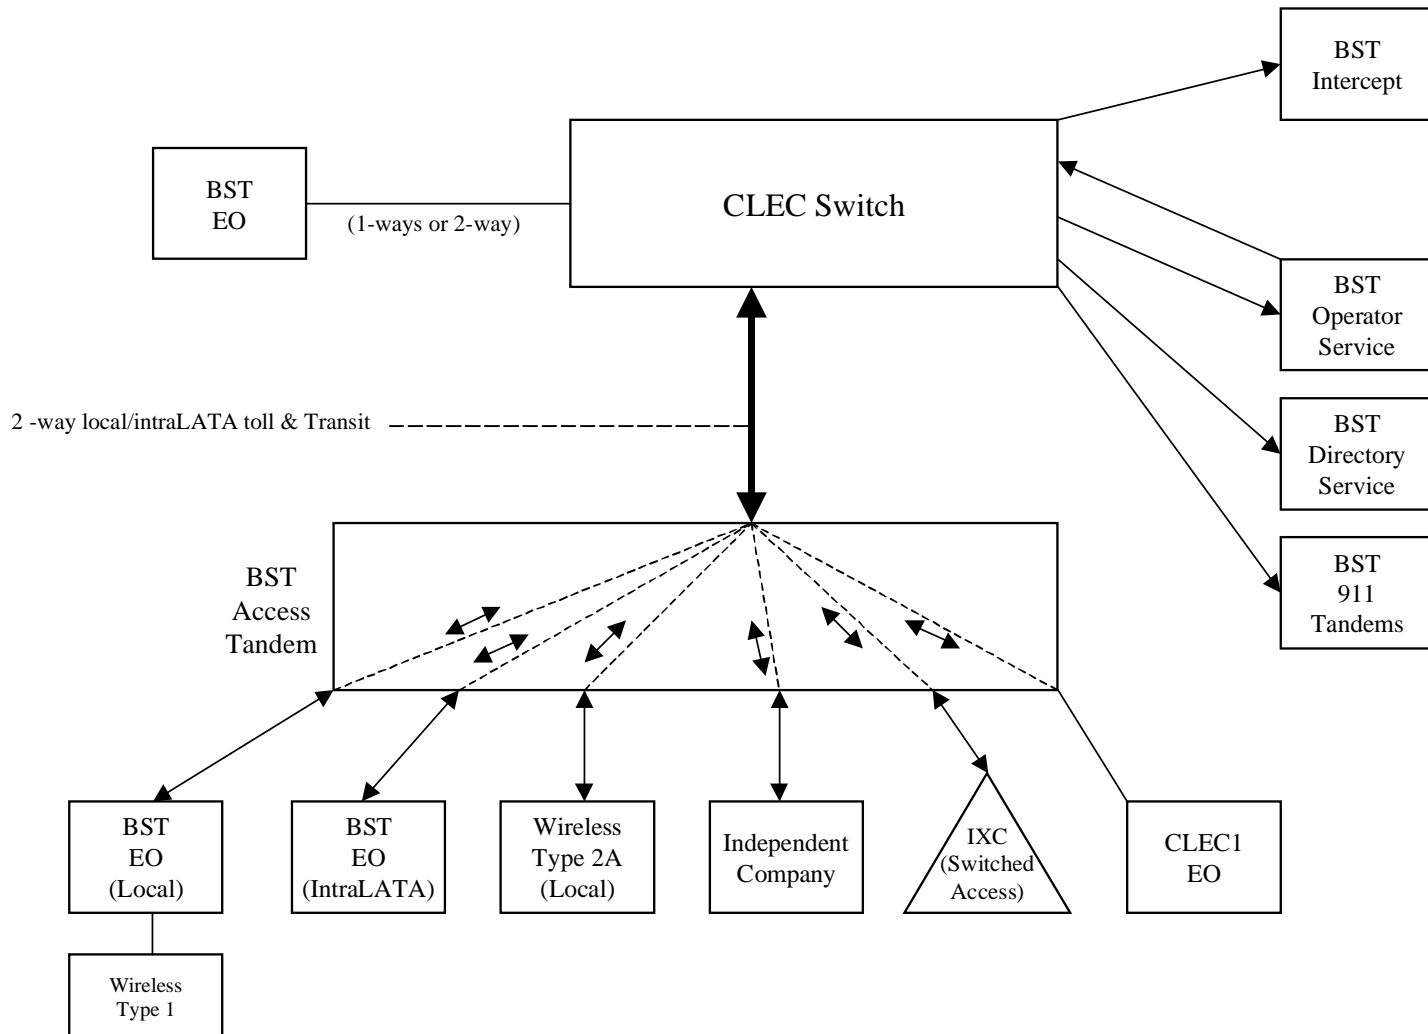 BST
Intercept
BST
EO
(1-ways or 2-way)
CLEC Switch
BST
Operator
Service
2 -way local/intraLATA toll & Transit
BST
Directory
Service
BST
911
Tandems
BST
Access
Tandem
BST
EO
(Local)
BST
EO
(IntraLATA)
Wireless
Type 2A
(Local)
Independent
Company
IXC
(Switched
Access)
CLEC1
EO
Wireless
Type 1